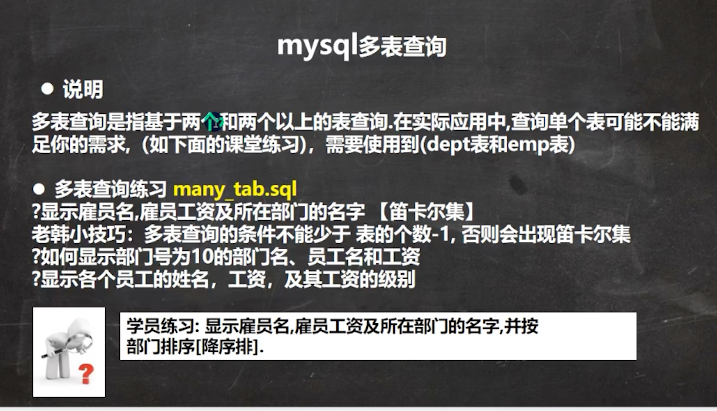 mysql多表查询
● 说明
多表查询是指基于两个和两个以上的表查询.在实际应用中,查询单个表可能不能满
足你的需求,（如下面的课堂练习），需要使用到(dept表和emp表)
● 多表查询练习 many_tab.sql
?显示雇员名,雇员工资及所在部门的名字 【笛卡尔集】
老韩小技巧：多表查询的条件不能少于 表的个数-1, 否则会出现笛卡尔集
?如何显示部门号为10的部门名、员工名和工资
?显示各个员工的姓名，工资，及其工资的级别
学员练习: 显示雇员名,雇员工资及所在部门的名字,并按
部门排序[降序排].